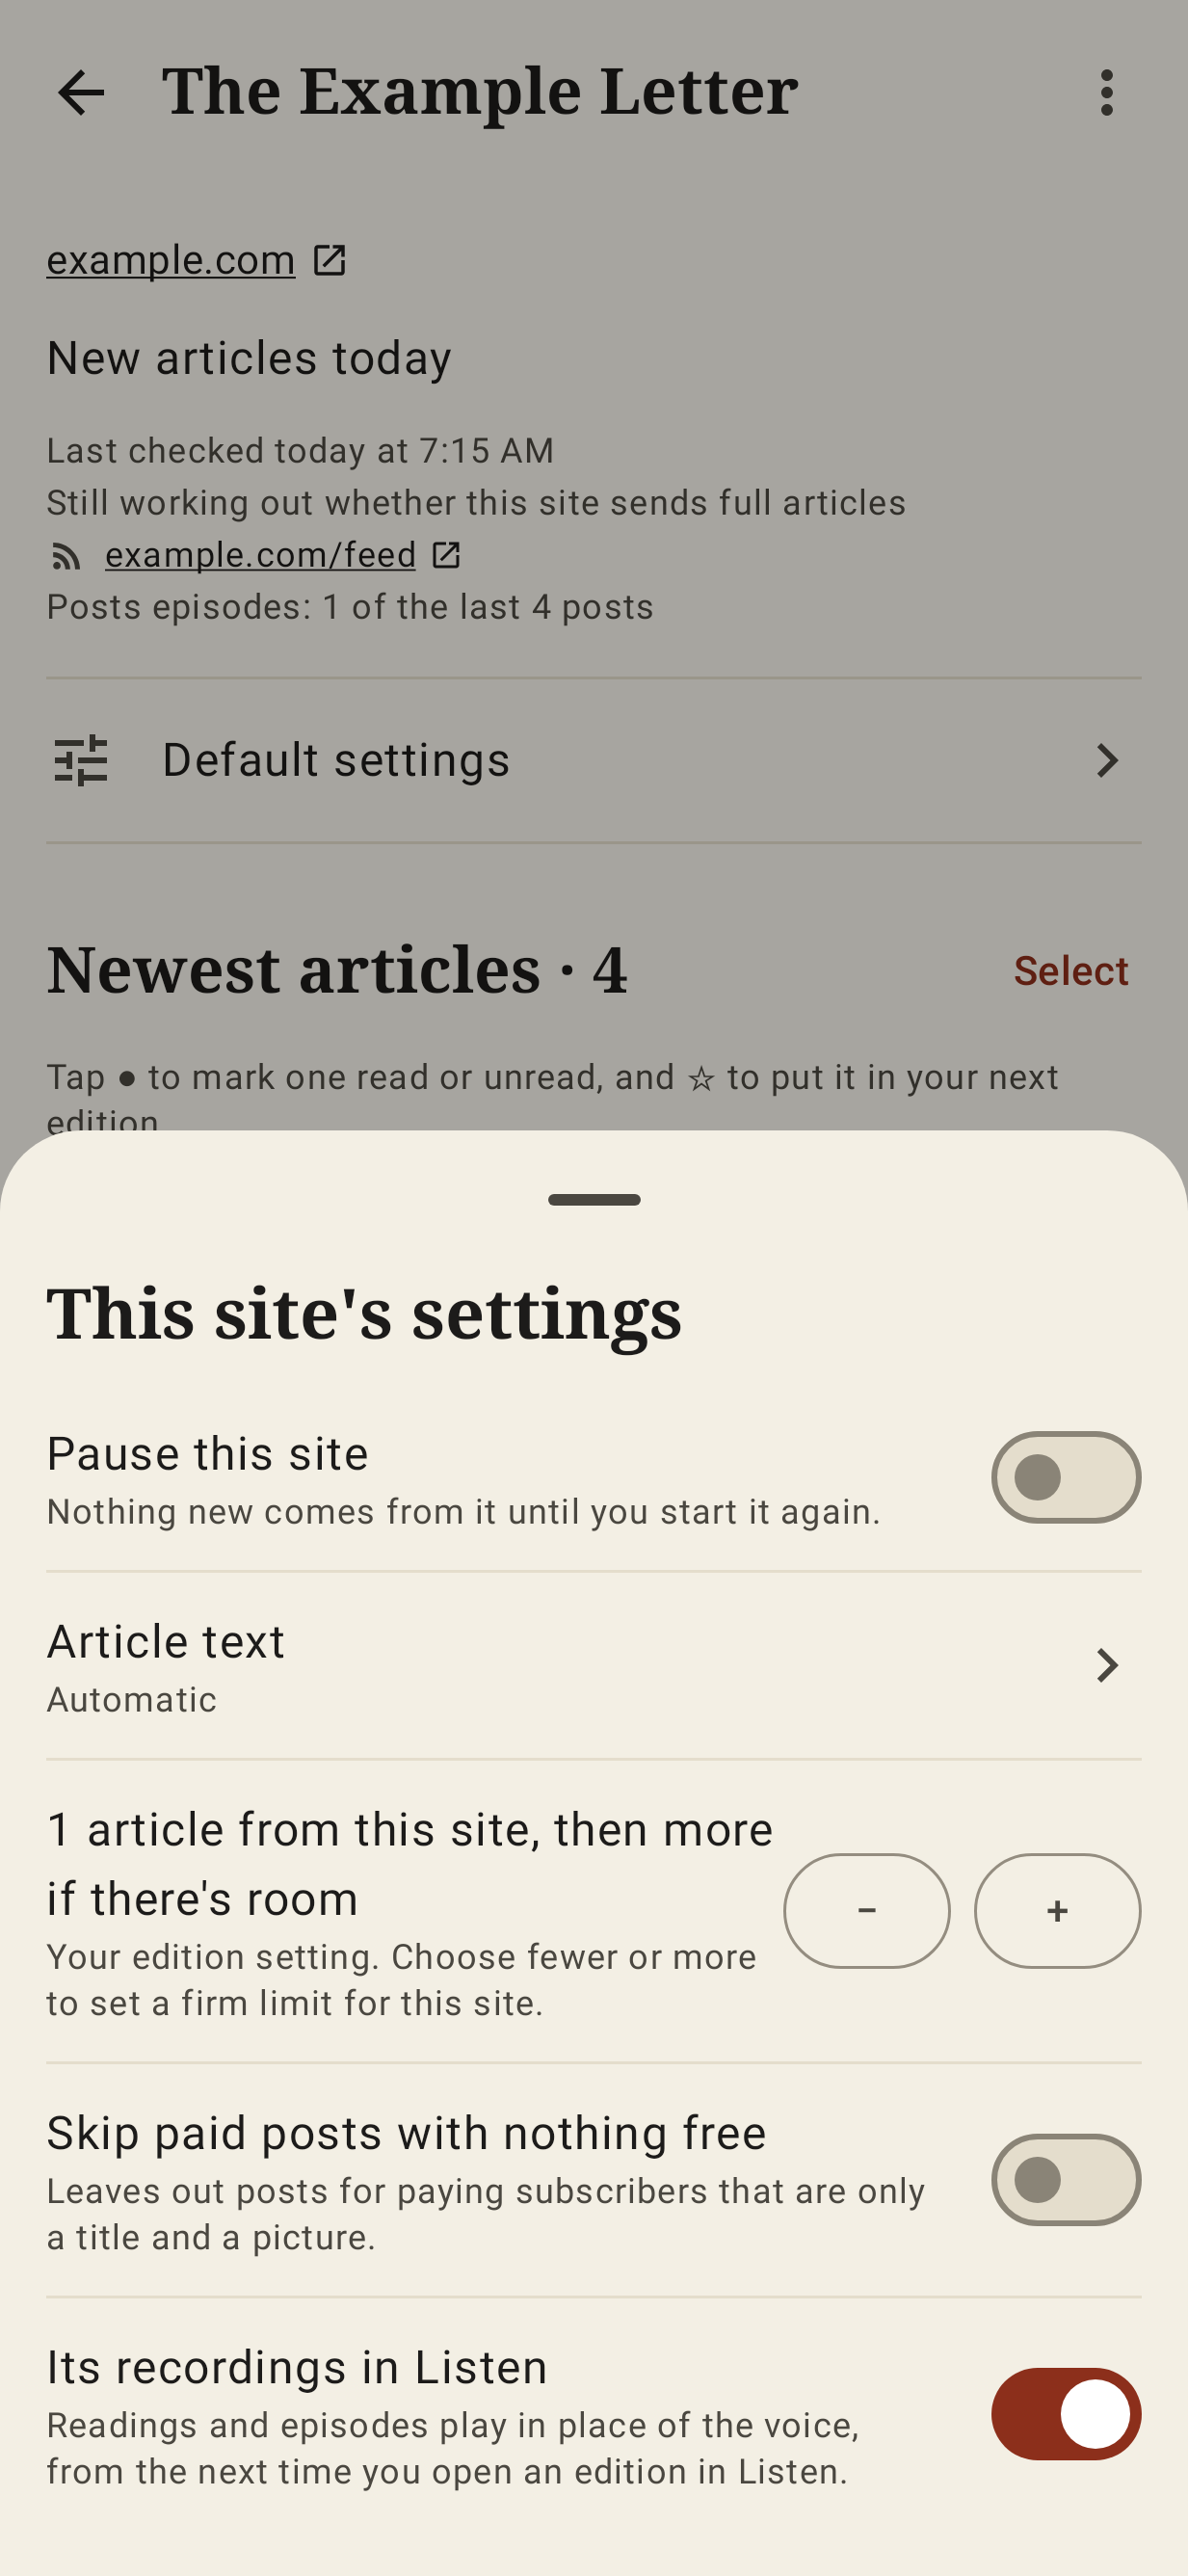 The Example Letter
example.com
New articles today
Last checked today at 7:15 AM
Still working out whether this site sends full articles
example.com/feed
Posts episodes: 1 of the last 4 posts
Default settings
Newest articles · 4
Select
Tap ● to mark one read or unread, and ☆ to put it in your next
edition
This site's settings
Pause this site
Nothing new comes from it until you start it again.
Article text
Automatic
1 article from this site, then more
if there's room
Your edition setting. Choose fewer or more
to set a firm limit for this site.
− +
Skip paid posts with nothing free
Leaves out posts for paying subscribers that are only
a title and a picture.
Its recordings in Listen
Readings and episodes play in place of the voice,
from the next time you open an edition in Listen.